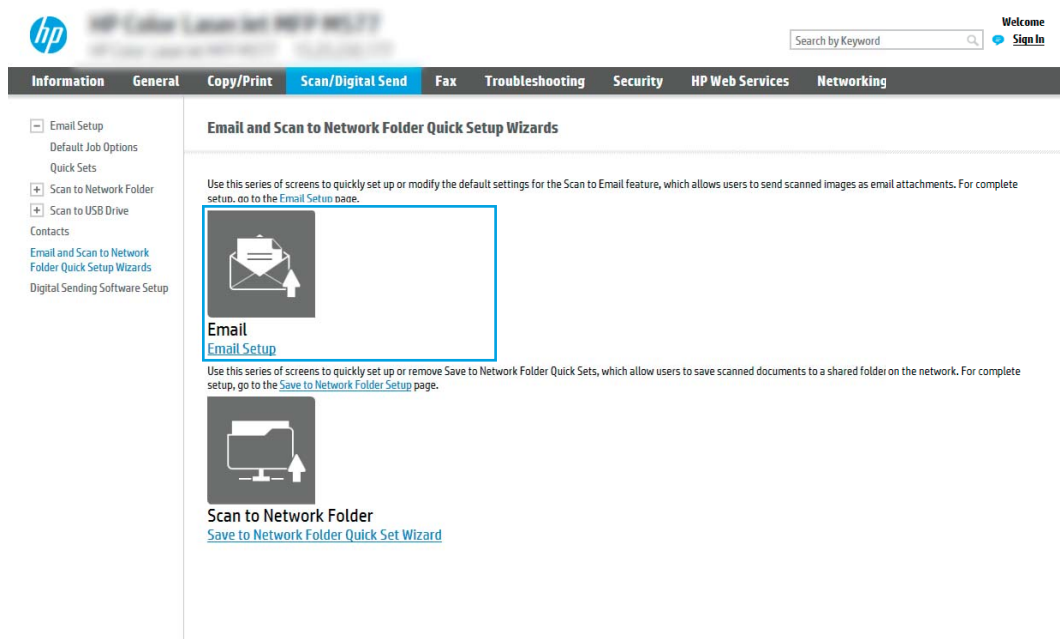 hp
Welcome
Search by Keyword
Sign In
Information General Copy/Print Scan/Digital Send Fax Troubleshooting Security HP Web Services Networking
Email Setup
Default Job Options
Quick Sets
Scan to Network Folder
Scan to USB Drive
Contacts
Email and Scan to Network
Folder Quick Setup Wizards
Digital Sending Software Setup
Email and Scan to Network Folder Quick Setup Wizards
Use this series of screens to quickly set up or modify the default settings for the Scan to Email feature, which allows users to send scanned images as email attachments. For complete
setup, go to the Email Setup page.
Email
Email Setup
Use this series of screens to quickly set up or remove Save to Network Folder Quick Sets, which allow users to save scanned documents to a shared folder on the network. For complete
setup, go to the Save to Network Folder Setup page.
Scan to Network Folder
Save to Network Folder Quick Set Wizard